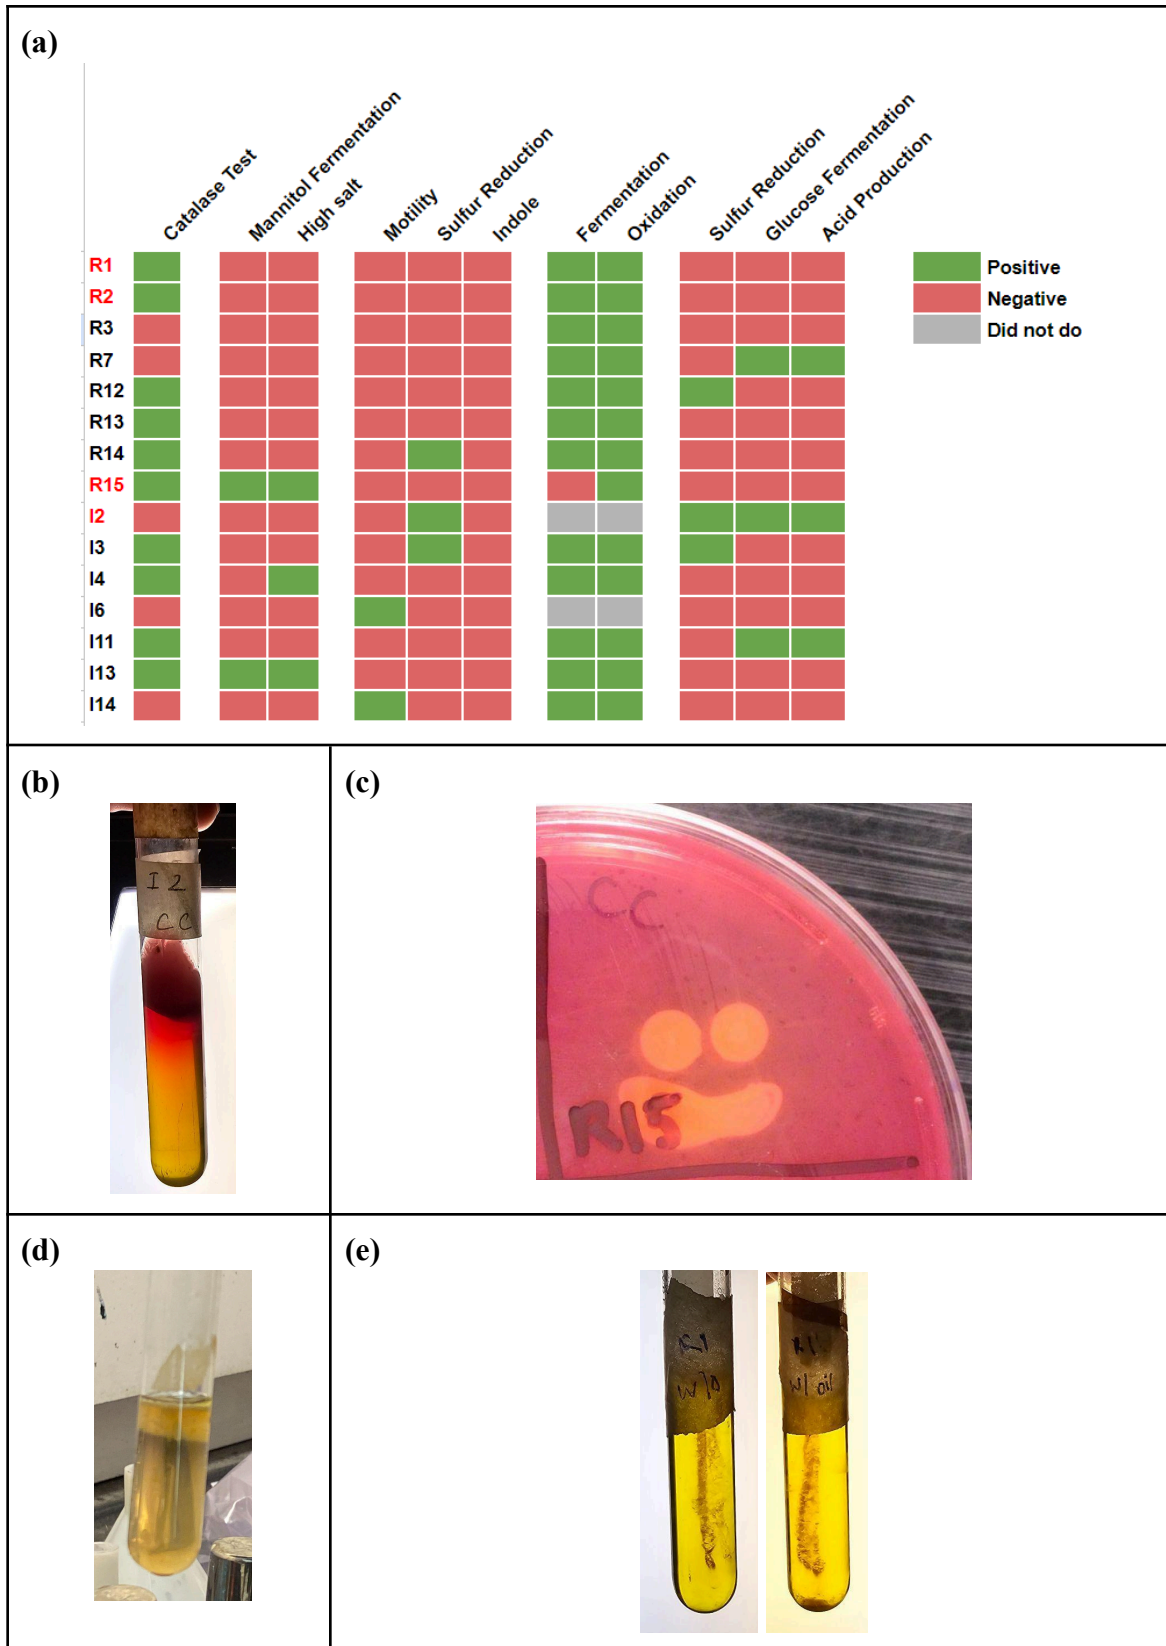 (a)
Catalase Test
Mannitol Fermentation
High salt
Motility
Sulfur Reduction
Indole
Fermentation
Oxidation
Sulfur Reduction
Glucose Fermentation
Acid Production
R1
R2
R3
R7
R12
R13
R14
R15
I2
I3
I4
I6
I11
I13
I14
Positive
Negative
Did not do
(b)
I 2
CC
(c)
CC
R15
(d)
(e)
R1
w/o
R1
w/ oil